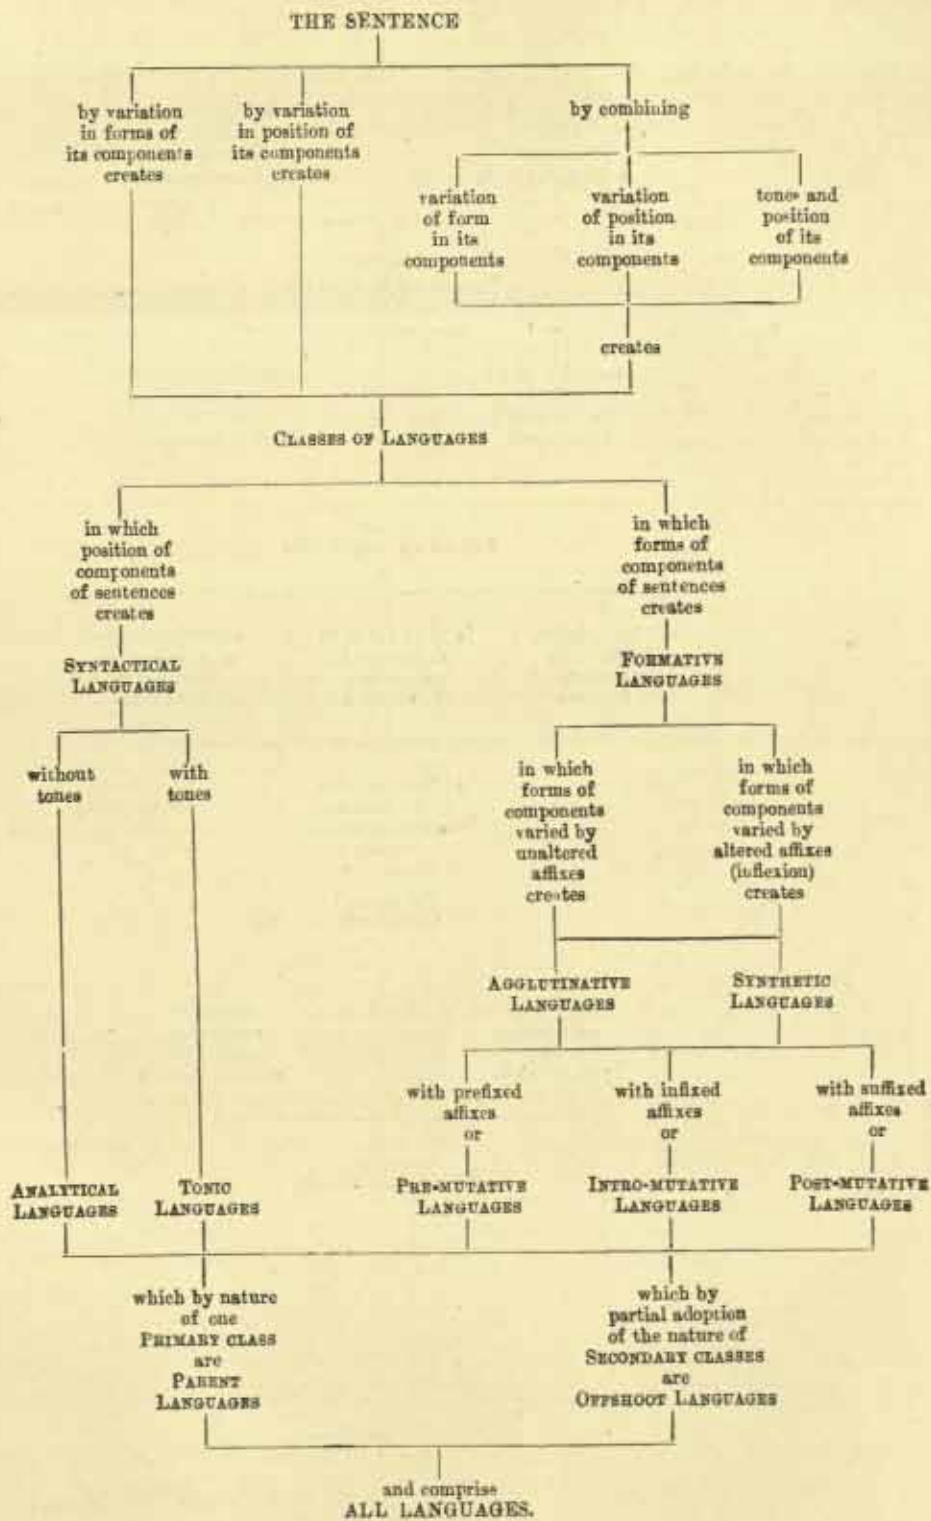 THE SENTENCE
by variation
in forms of
its components
creates
by variation
in position of
its components
creates
by combining
variation
of form
in its
components
variation
of position
in its
components
tones and
position
of its
components
creates
CLASSES OF LANGUAGES
in which
position of
components
of sentences
creates
in which
forms of
components
of sentences
creates
SYNTACTICAL
LANGUAGES
FORMATIVE
LANGUAGES
without
tones
with
tones
in which
forms of
components
varied by
unaltered
affixes
creates
in which
forms of
components
varied by
altered affixes
(inflexion)
creates
AGGLUTINATIVE
LANGUAGES
SYNTHETIC
LANGUAGES
with prefixed
affixes
or
with infixed
affixes
or
with suffixed
affixes
or
ANALYTICAL
LANGUAGES
TONIC
LANGUAGES
PRE-MUTATIVE
LANGUAGES
INTRO-MUTATIVE
LANGUAGES
POST-MUTATIVE
LANGUAGES
which by nature
of one
PRIMARY CLASS
are
PARENT
LANGUAGES
which by
partial adoption
of the nature of
SECONDARY CLASSES
are
OFFSHOOT LANGUAGES
and comprise
ALL LANGUAGES.